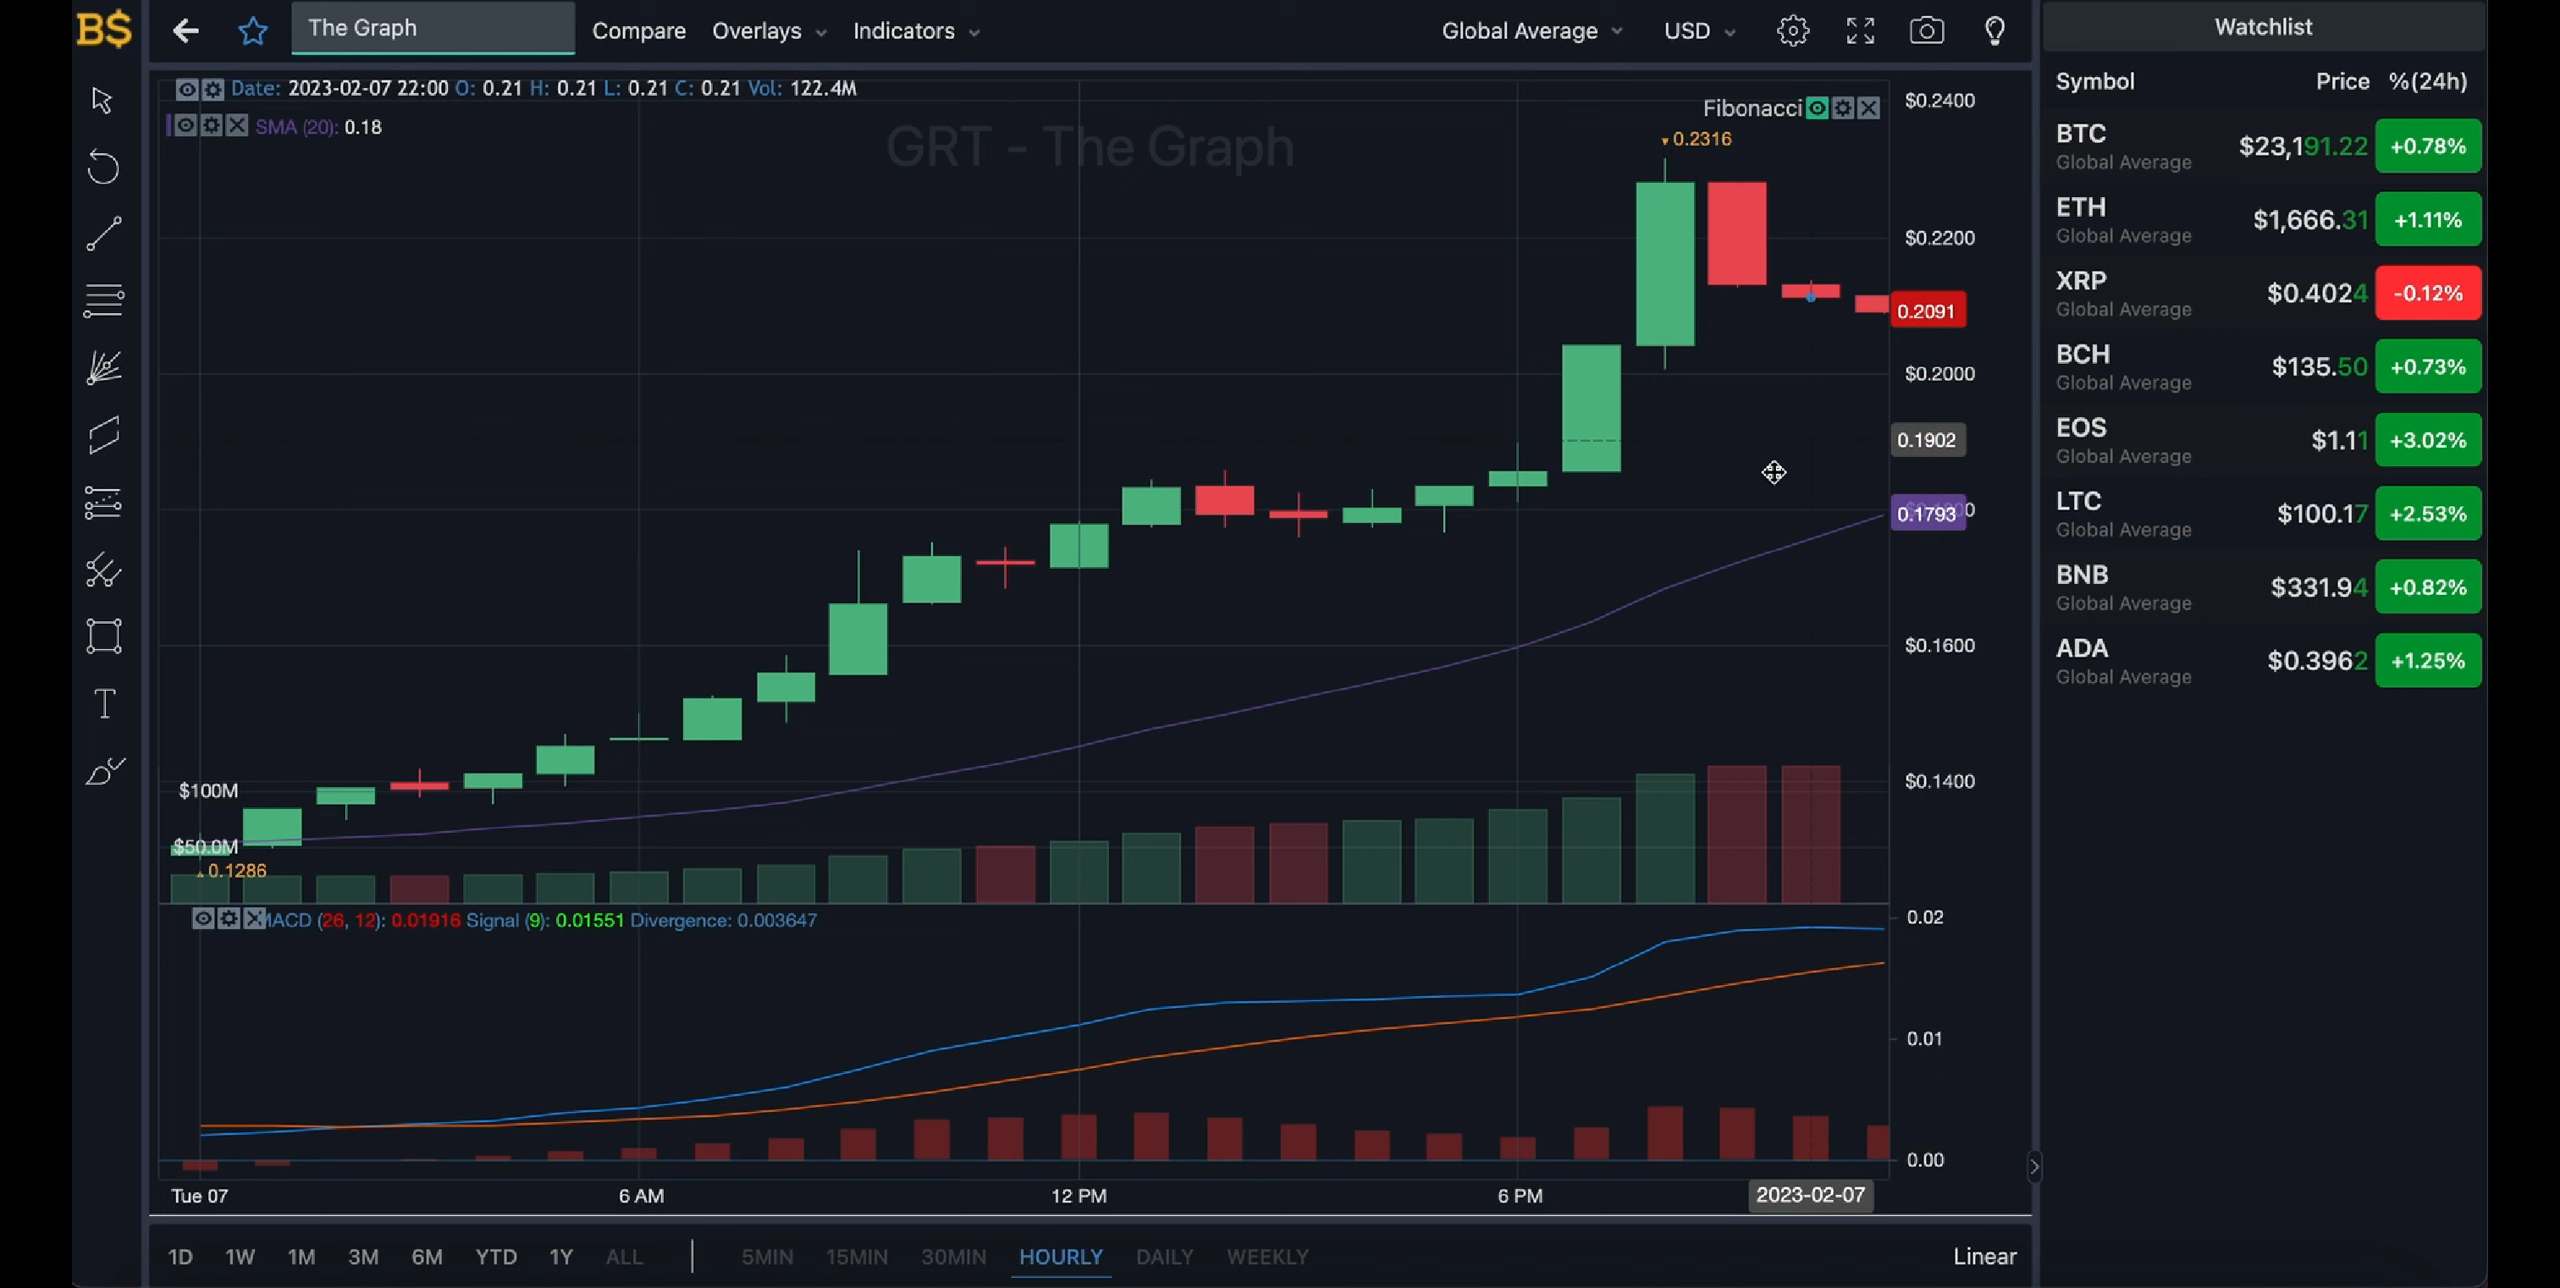 B$
The Graph
Compare
Overlays
Indicators
Global Average
USD
Date: 2023-02-07 22:00 O: 0.21 H: 0.21 L: 0.21 C: 0.21 Vol: 122.4M
SMA (20): 0.18
GRT - The Graph
Fibonacci
0.2316
$0.2400
$0.2200
0.2091
$0.2000
0.1902
0.1793
$0.1600
$0.1400
$100M
$50.0M
0.1286
MACD (26, 12): 0.01916 Signal (9): 0.01551 Divergence: 0.003647
0.02
0.01
0.00
Tue 07
6 AM
12 PM
6 PM
2023-02-07
1D 1W 1M 3M 6M YTD 1Y ALL
5MIN 15MIN 30MIN HOURLY DAILY WEEKLY
Linear
Watchlist
Symbol Price %(24h)
BTC $23,191.22 +0.78%
Global Average
ETH $1,666.31 +1.11%
Global Average
XRP $0.4024 -0.12%
Global Average
BCH $135.50 +0.73%
Global Average
EOS $1.11 +3.02%
Global Average
LTC $100.17 +2.53%
Global Average
BNB $331.94 +0.82%
Global Average
ADA $0.3962 +1.25%
Global Average